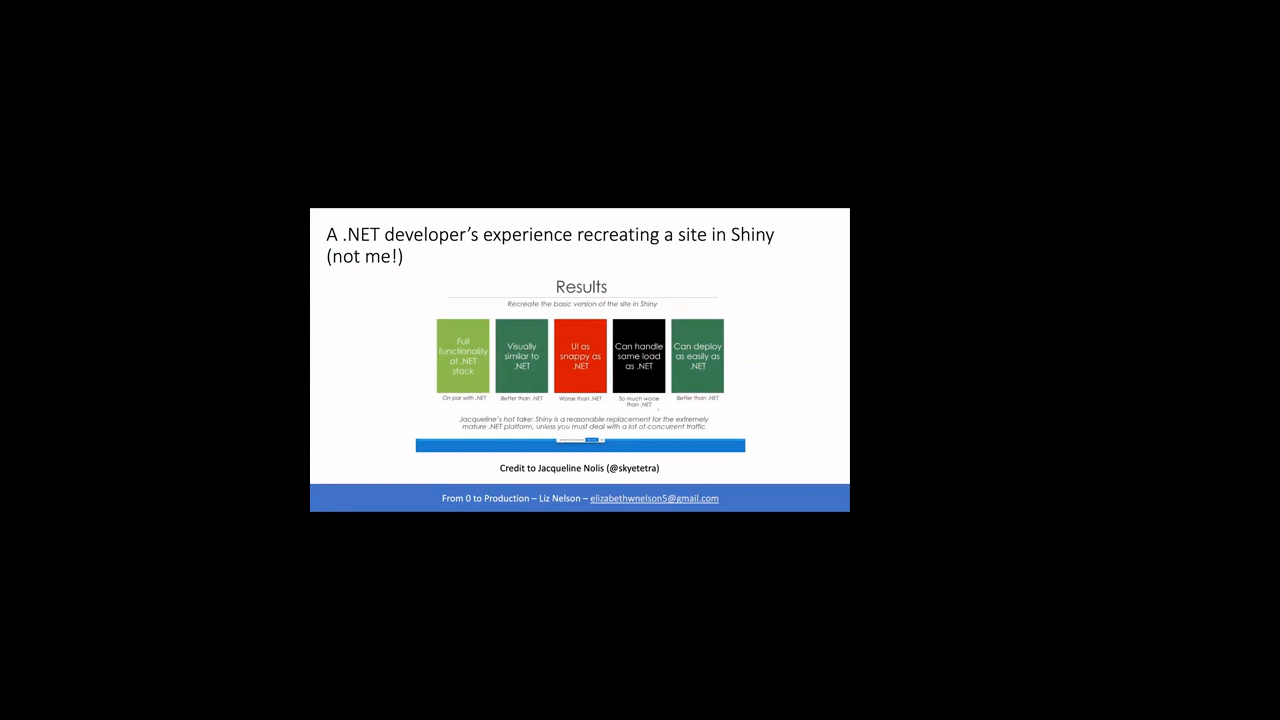 A .NET developer's experience recreating a site in Shiny
(not me!)
Results
Recreate the basic version of the site in Shiny
Full
functionality
of .NET
stack
Visually
similar to
.NET
UI as
snappy as
.NET
Can handle
same load
as .NET
Can deploy
as easily as
.NET
On par with .NET
Better than .NET
Worse than .NET
So much worse
than .NET
Better than .NET
Jacqueline's hot take: Shiny is a reasonable replacement for the extremely
mature .NET platform, unless you must deal with a lot of concurrent traffic
Credit to Jacqueline Nolis (@skyetetra)
From 0 to Production – Liz Nelson – elizabethwnelson5@gmail.com